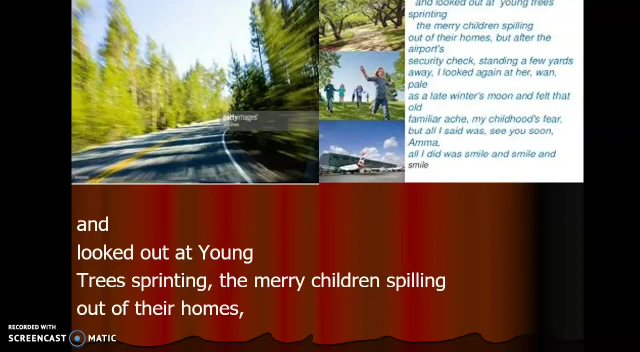 and looked out at young trees
sprinting
the merry children spilling
out of their homes, but after the
airport's
security check, standing a few yards
away, I looked again at her, wan,
pale
as a late winter's moon and felt that
old
familiar ache, my childhood's fear,
but all I said was, see you soon,
Amma,
all I did was smile and smile and
smile
gettyimages
and
looked out at Young
Trees sprinting, the merry children spilling
out of their homes,
RECORDED WITH
SCREENCAST MATIC